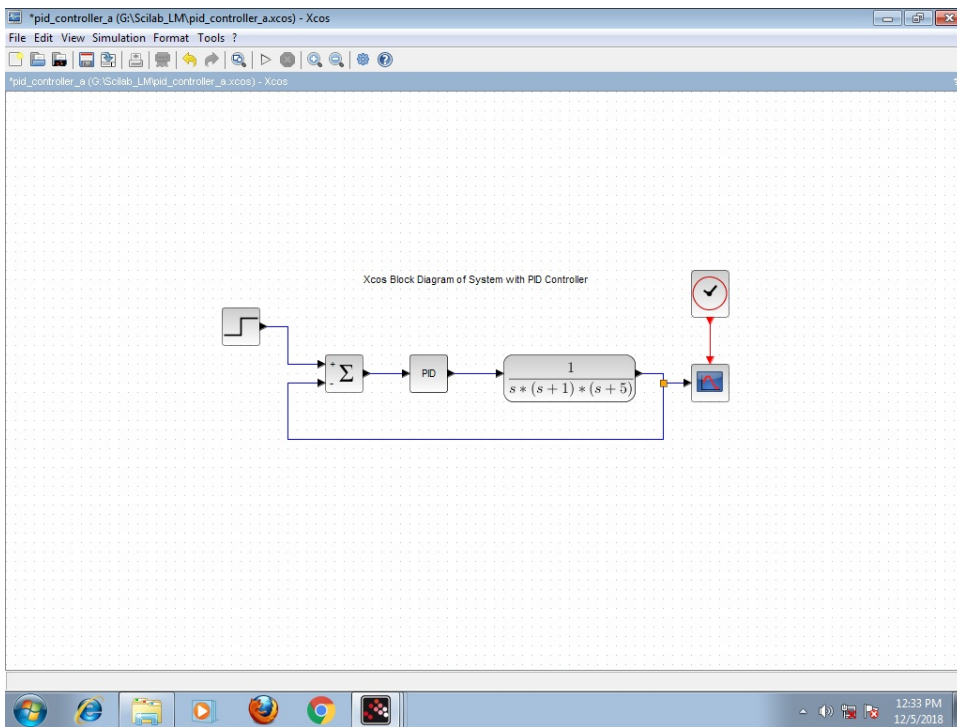 *pid_controller_a (G:\Scilab_LM\pid_controller_a.xcos) - Xcos
File Edit View Simulation Format Tools ?
*pid_controller_a (G:\Scilab_LM\pid_controller_a.xcos) - Xcos
Xcos Block Diagram of System with PID Controller
+
-
Σ
PID
1
s*(s+1)*(s+5)
12:33 PM
12/5/2018